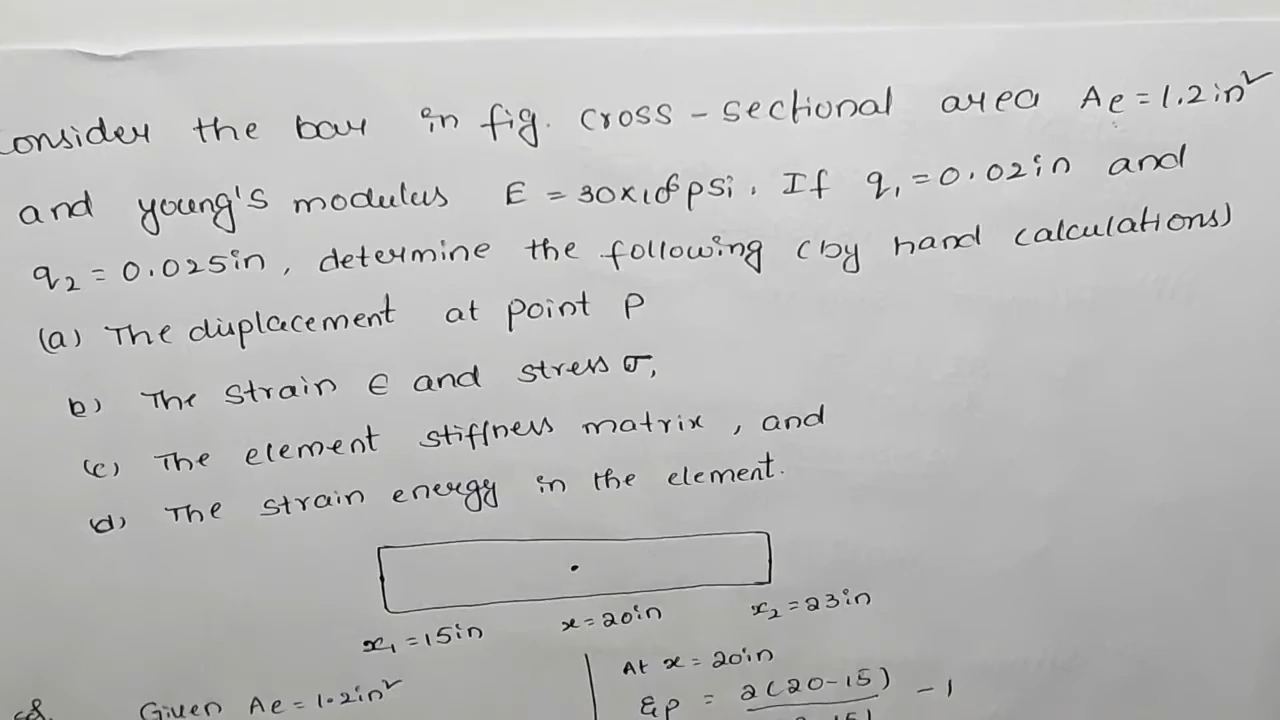 Consider the bar in fig. cross-sectional area Ae = 1.2in²
and young's modulus E = 30×10⁶psi. If q₁ = 0.02in and
q₂ = 0.025in, determine the following (by hand calculations)
(a) The displacement at point P
b) The strain ϵ and stress σ,
(c) The element stiffness matrix, and
d) The strain energy in the element.
x₁ = 15in x = 20in x₂ = 23in
At x = 20in
Given Ae = 1.2in²
ξp = 2(20-15) - 1